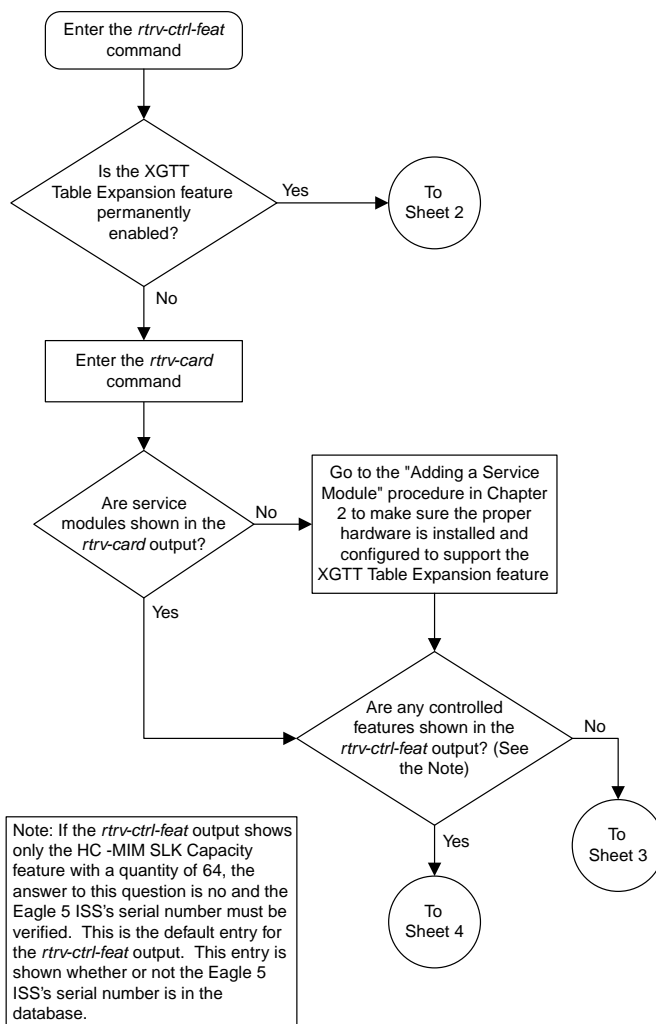 Enter the rtrv-ctrl-feat
command
Is the XGTT
Table Expansion feature
permanently
enabled?
Yes
To
Sheet 2
No
Enter the rtrv-card
command
Are service
modules shown in the
rtrv-card output?
No
Go to the "Adding a Service
Module" procedure in Chapter
2 to make sure the proper
hardware is installed and
configured to support the
XGTT Table Expansion feature
Yes
Are any controlled
features shown in the
rtrv-ctrl-feat output? (See
the Note)
No
To
Sheet 3
Yes
To
Sheet 4
Note: If the rtrv-ctrl-feat output shows
only the HC -MIM SLK Capacity
feature with a quantity of 64, the
answer to this question is no and the
Eagle 5 ISS's serial number must be
verified. This is the default entry for
the rtrv-ctrl-feat output. This entry is
shown whether or not the Eagle 5
ISS's serial number is in the
database.